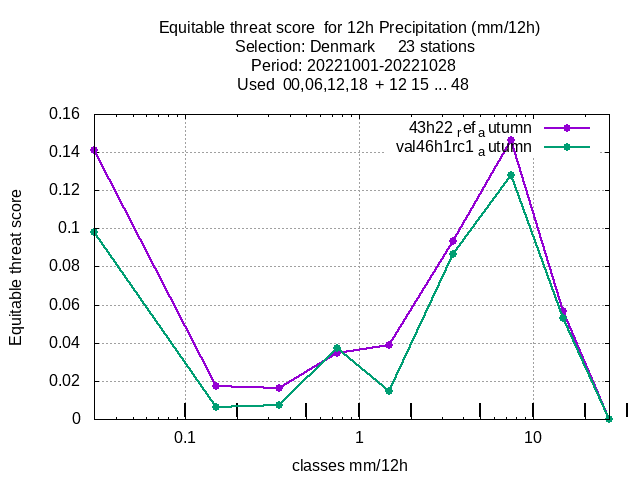 Equitable threat score  for 12h Precipitation (mm/12h)
Selection: Denmark     23 stations
Period: 20221001-20221028
Used  00,06,12,18  + 12 15 ... 48
43h22_ref_autumn
val46h1rc1_autumn
Equitable threat score
0.16
0.14
0.12
0.1
0.08
0.06
0.04
0.02
0
0.1 1 10
classes mm/12h